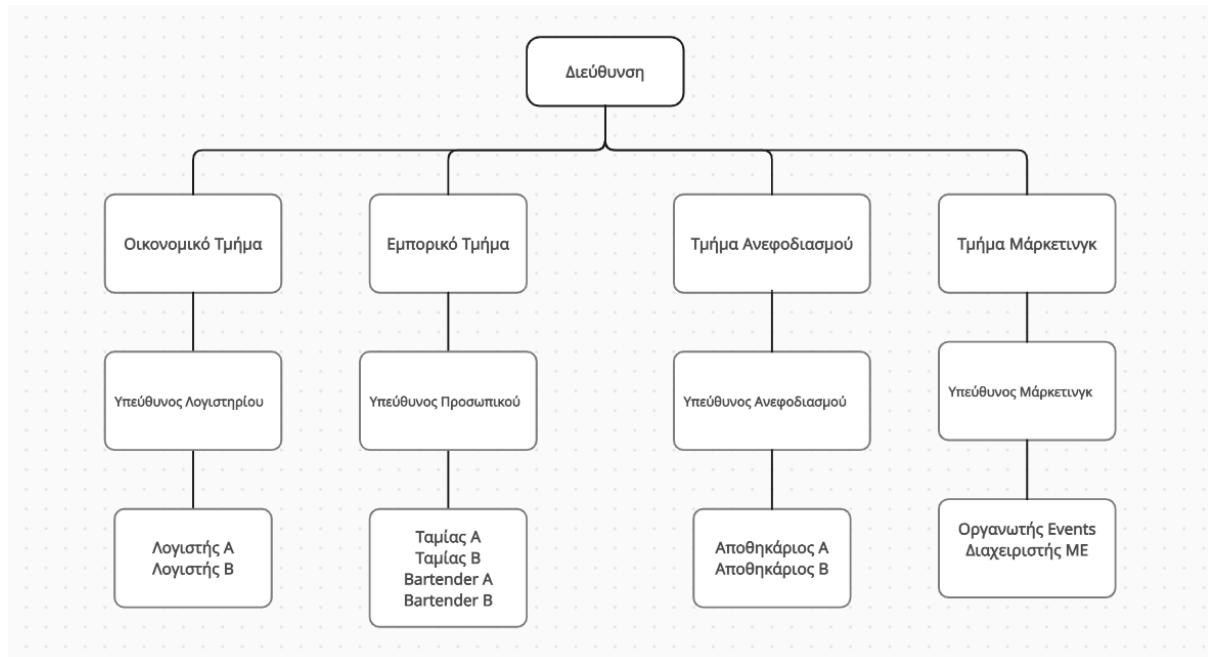 Διεύθυνση
Οικονομικό Τμήμα
Εμπορικό Τμήμα
Τμήμα Ανεφοδιασμού
Τμήμα Μάρκετινγκ
Υπεύθυνος Λογιστηρίου
Υπεύθυνος Προσωπικού
Υπεύθυνος Ανεφοδιασμού
Υπεύθυνος Μάρκετινγκ
Λογιστής Α
Λογιστής Β
Ταμίας Α
Ταμίας Β
Bartender A
Bartender B
Αποθηκάριος Α
Αποθηκάριος Β
Οργανωτής Events
Διαχειριστής ΜΕ